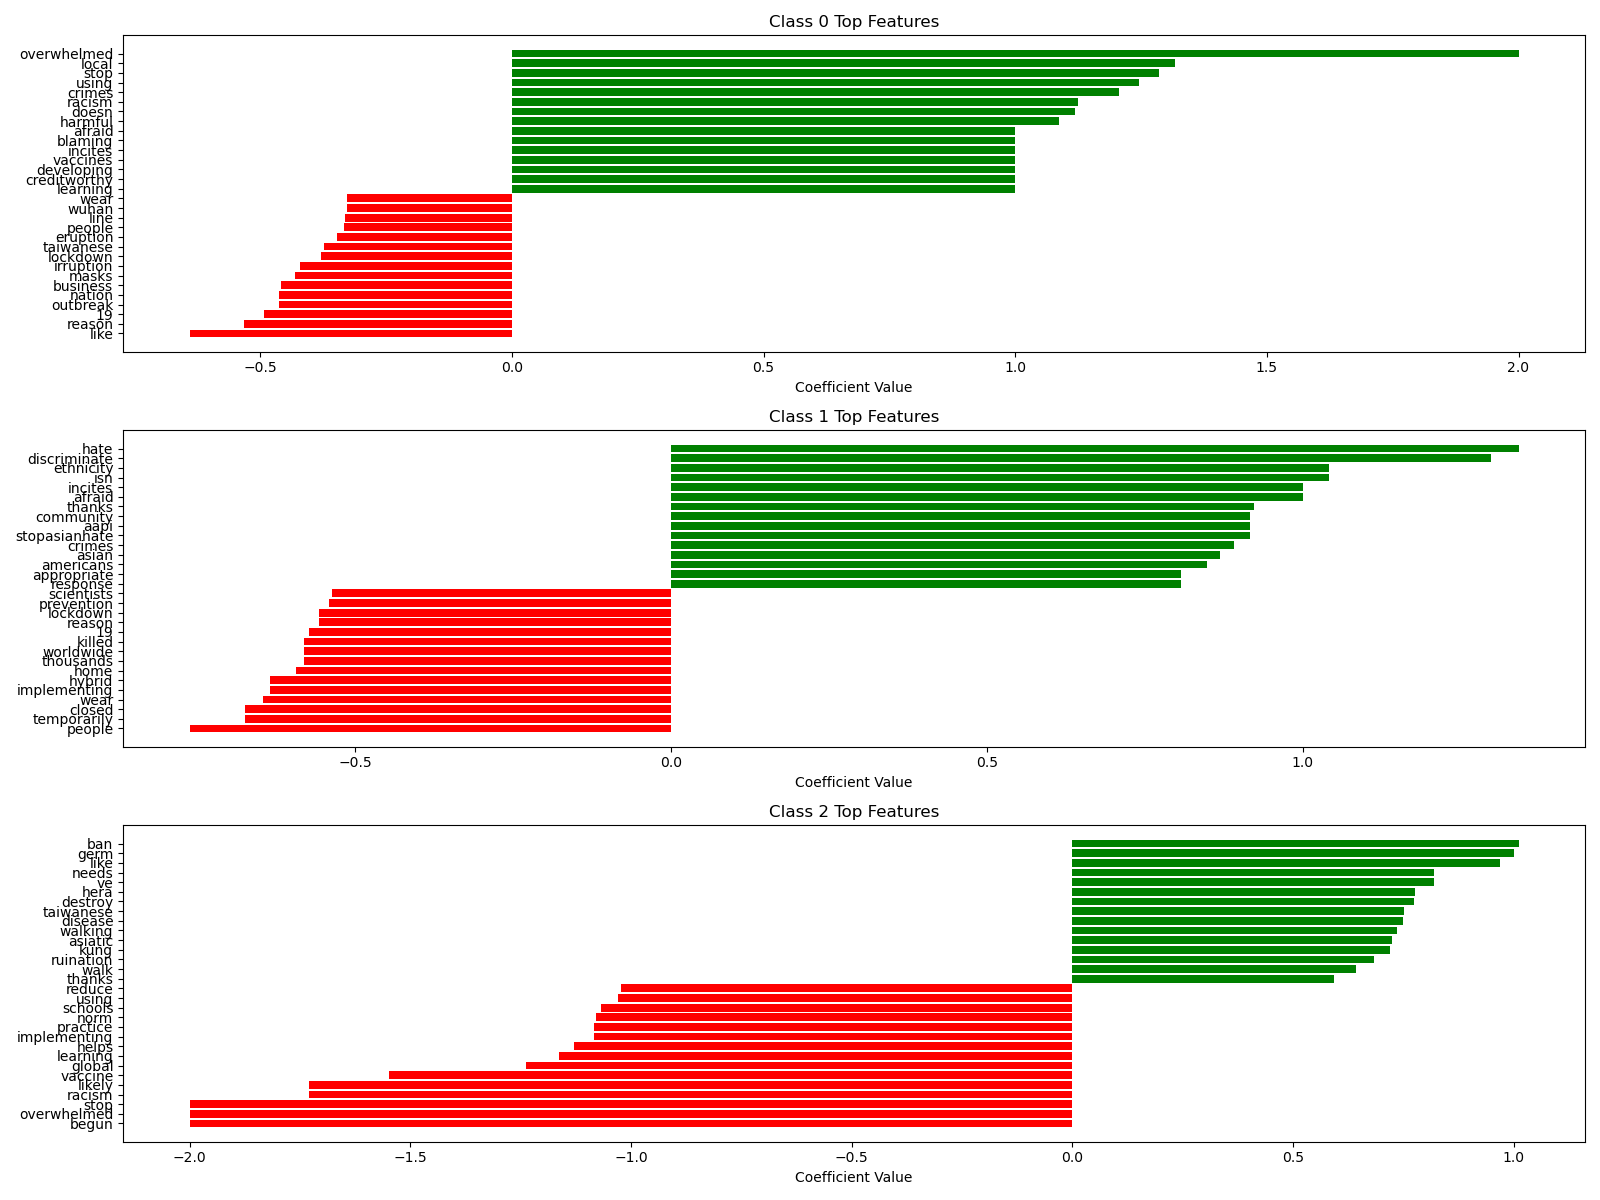 Class 0 Top Features
overwhelmed
local
stop
using
crimes
racism
doesn
harmful
afraid
blaming
incites
vaccines
developing
creditworthy
learning
wear
wuhan
line
people
eruption
taiwanese
lockdown
irruption
masks
business
nation
outbreak
19
reason
like
−0.5 0.0 0.5 1.0 1.5 2.0
Coefficient Value
Class 1 Top Features
hate
discriminate
ethnicity
isn
incites
afraid
thanks
community
aapi
stopasianhate
crimes
asian
americans
appropriate
response
scientists
prevention
lockdown
reason
19
killed
worldwide
thousands
home
hybrid
implementing
wear
closed
temporarily
people
−0.5 0.0 0.5 1.0
Coefficient Value
Class 2 Top Features
ban
germ
like
needs
ve
hera
destroy
taiwanese
disease
walking
asiatic
kung
ruination
walk
thanks
reduce
using
schools
norm
practice
implementing
helps
learning
global
vaccine
likely
racism
stop
overwhelmed
begun
−2.0 −1.5 −1.0 −0.5 0.0 0.5 1.0
Coefficient Value